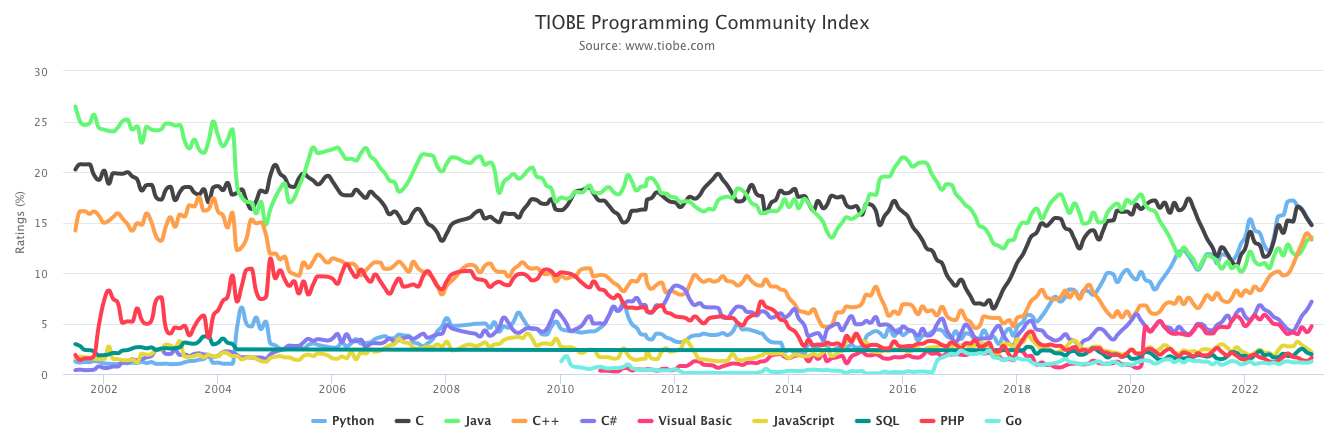 TIOBE Programming Community Index
Source: www.tiobe.com
Ratings (%)
30
25
20
15
10
5
0
2002 2004 2006 2008 2010 2012 2014 2016 2018 2020 2022
Python C Java C++ C# Visual Basic JavaScript SQL PHP Go